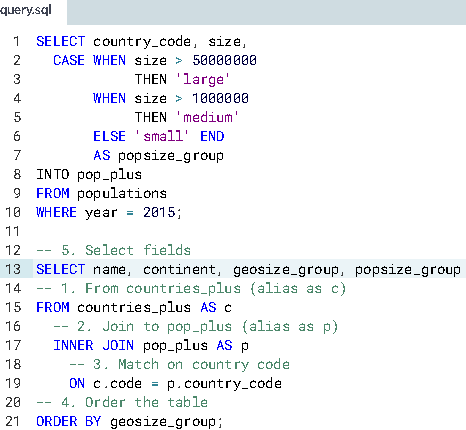 query.sql
1 SELECT country_code, size,
2 CASE WHEN size > 50000000
3 THEN 'large'
4 WHEN size > 1000000
5 THEN 'medium'
6 ELSE 'small' END
7 AS popsize_group
8 INTO pop_plus
9 FROM populations
10 WHERE year = 2015;
11
12 -- 5. Select fields
13 SELECT name, continent, geosize_group, popsize_group
14 -- 1. From countries_plus (alias as c)
15 FROM countries_plus AS c
16 -- 2. Join to pop_plus (alias as p)
17 INNER JOIN pop_plus AS p
18 -- 3. Match on country code
19 ON c.code = p.country_code
20 -- 4. Order the table
21 ORDER BY geosize_group;